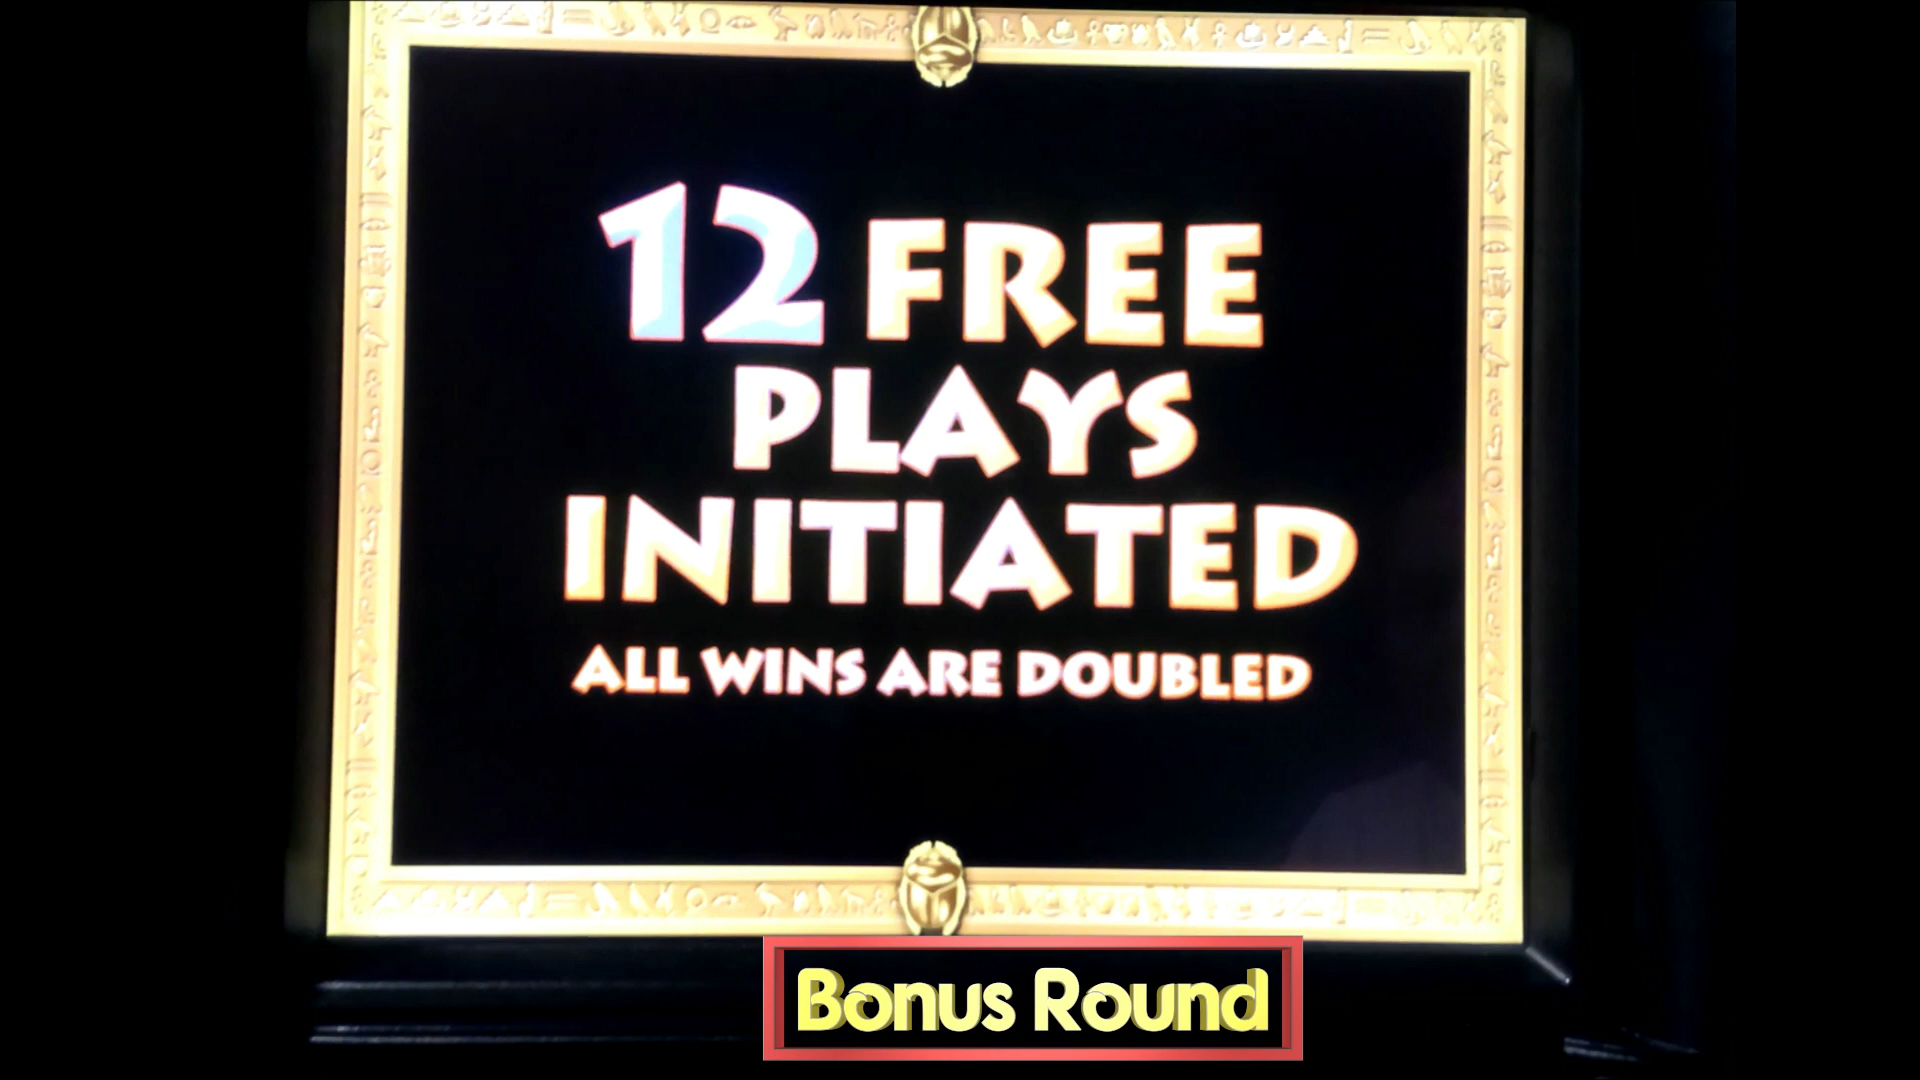 12 FREE
PLAYS
INITIATED
ALL WINS ARE DOUBLED
Bonus Round